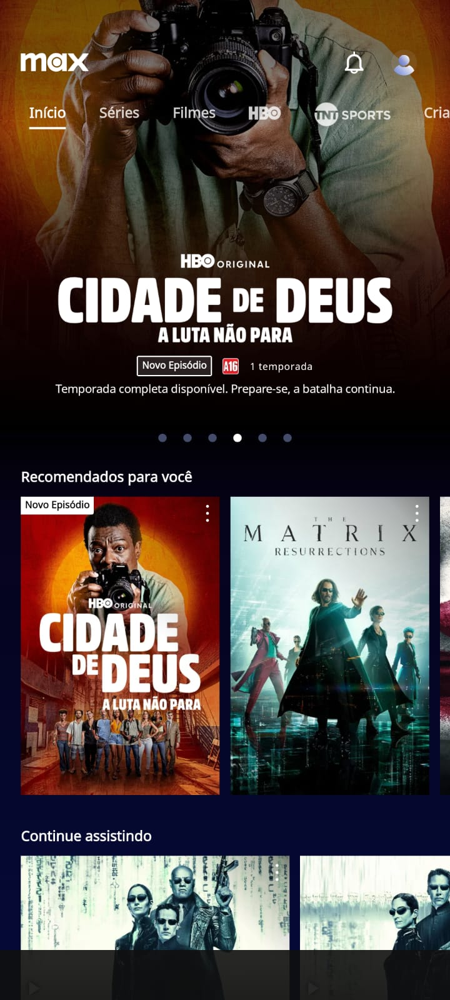 max
Início Séries Filmes HBO TNT SPORTS Cria
HBO ORIGINAL
CIDADE DE DEUS
A LUTA NÃO PARA
Novo Episódio A16 1 temporada
Temporada completa disponível. Prepare-se, a batalha continua.
Recomendados para você
Novo Episódio
HBO ORIGINAL
CIDADE
DE DEUS
A LUTA NÃO PARA
THE
MATRIX
RESURRECTIONS
Continue assistindo